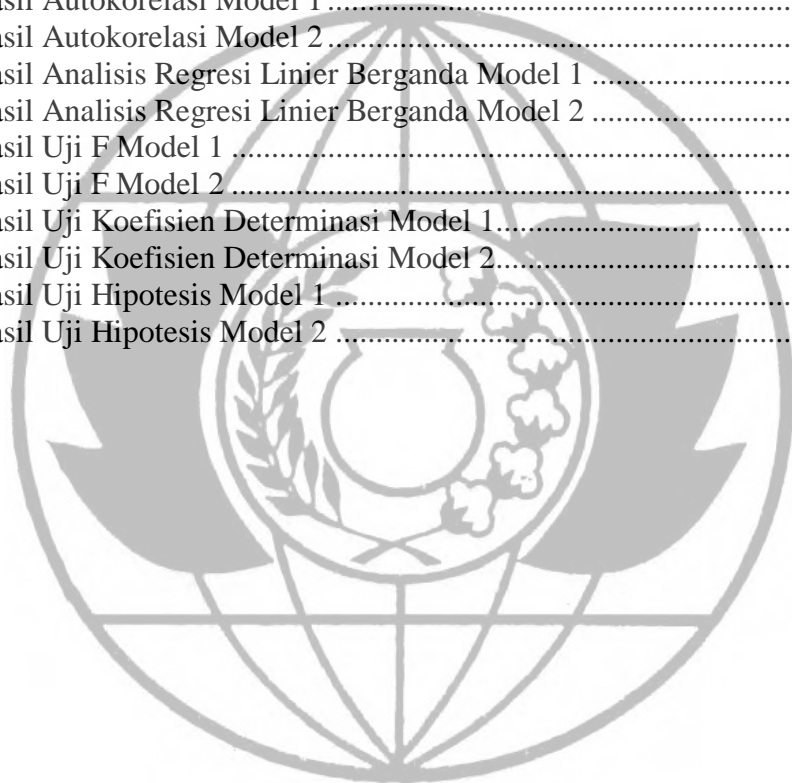 asil Autokorelasi Model 1..........................................................
asil Autokorelasi Model 2..........................................................
asil Analisis Regresi Linier Berganda Model 1 .........................
asil Analisis Regresi Linier Berganda Model 2 .........................
asil Uji F Model 1 ......................................................................
asil Uji F Model 2 ......................................................................
asil Uji Koefisien Determinasi Model 1.....................................
asil Uji Koefisien Determinasi Model 2.....................................
asil Uji Hipotesis Model 1 .........................................................
asil Uji Hipotesis Model 2 .........................................................